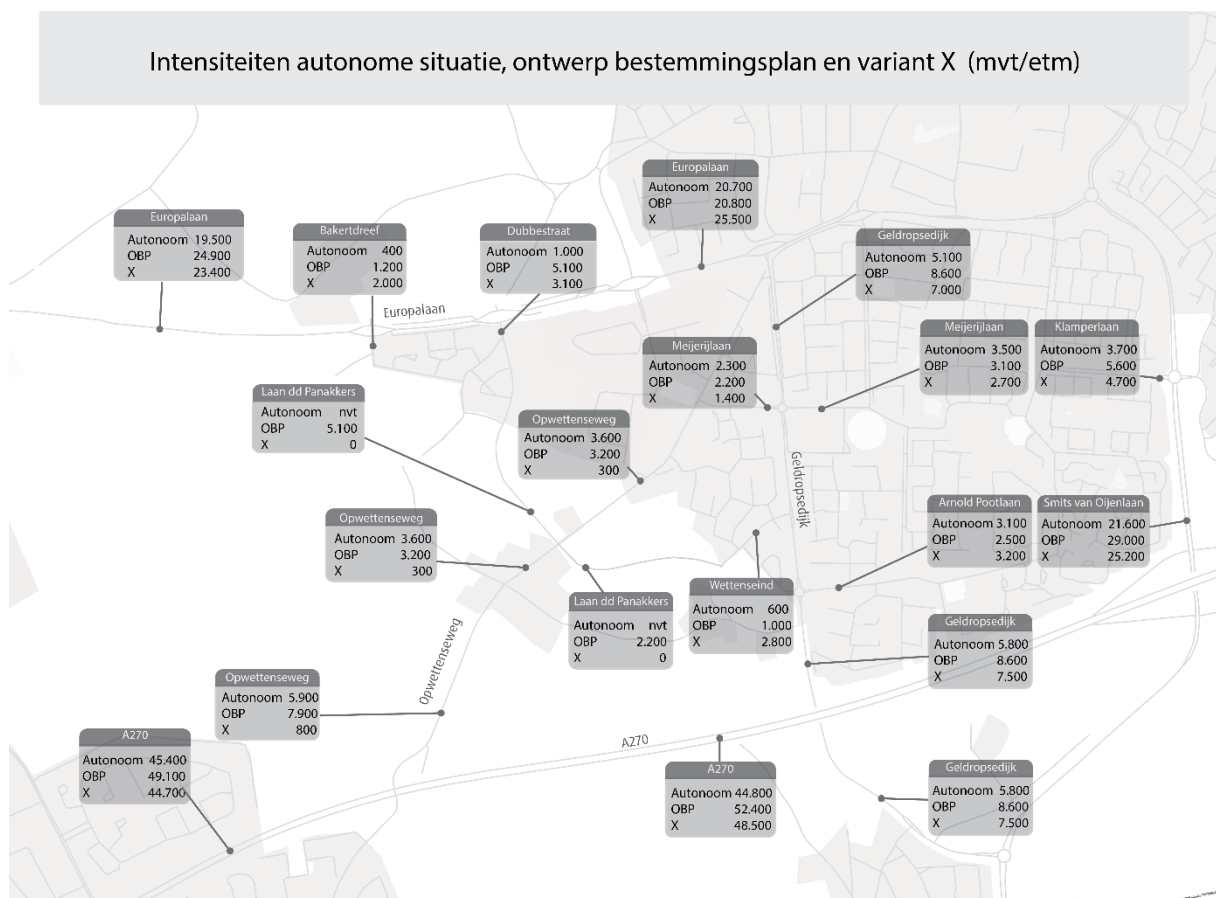 Intensiteiten autonome situatie, ontwerp bestemmingsplan en variant X (mvt/etm)
Europalaan
Autonoom 20.700
OBP 20.800
X 25.500
Europalaan
Autonoom 19.500
OBP 24.900
X 23.400
Bakertdreef
Autonoom 400
OBP 1.200
X 2.000
Dubbestraat
Autonoom 1.000
OBP 5.100
X 3.100
Geldropsedijk
Autonoom 5.100
OBP 8.600
X 7.000
Europalaan
Meijerijlaan
Autonoom 2.300
OBP 2.200
X 1.400
Meijerijlaan
Autonoom 3.500
OBP 3.100
X 2.700
Klamperlaan
Autonoom 3.700
OBP 5.600
X 4.700
Laan dd Panakkers
Autonoom nvt
OBP 5.100
X 0
Opwettenseweg
Autonoom 3.600
OBP 3.200
X 300
Geldropsedijk
Opwettenseweg
Autonoom 3.600
OBP 3.200
X 300
Arnold Pootlaan
Autonoom 3.100
OBP 2.500
X 3.200
Smits van Oijenlaan
Autonoom 21.600
OBP 29.000
X 25.200
Laan dd Panakkers
Autonoom nvt
OBP 2.200
X 0
Wettenseind
Autonoom 600
OBP 1.000
X 2.800
Geldropsedijk
Autonoom 5.800
OBP 8.600
X 7.500
Opwettenseweg
Opwettenseweg
Autonoom 5.900
OBP 7.900
X 800
A270
Autonoom 45.400
OBP 49.100
X 44.700
A270
A270
Autonoom 44.800
OBP 52.400
X 48.500
Geldropsedijk
Autonoom 5.800
OBP 8.600
X 7.500